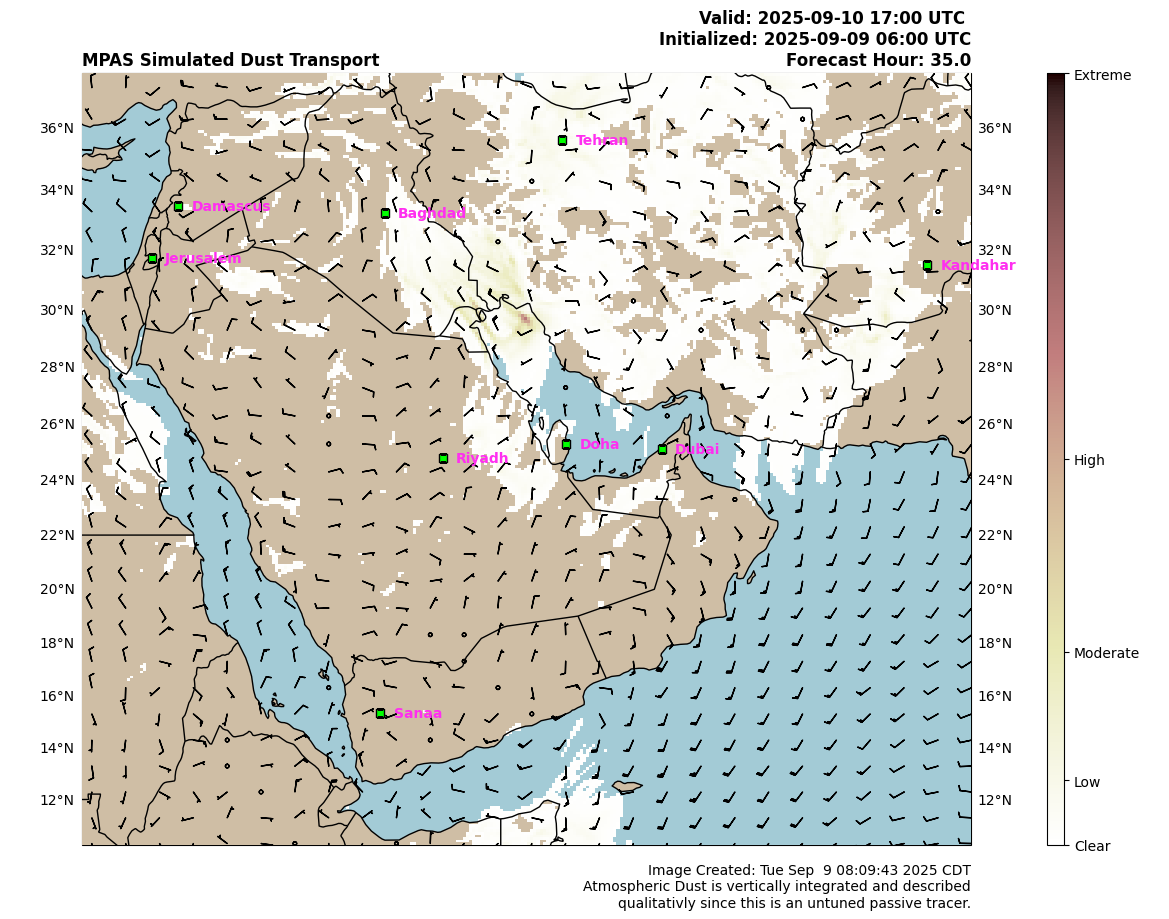 Valid: 2025-09-10 17:00 UTC
Initialized: 2025-09-09 06:00 UTC
MPAS Simulated Dust Transport
Forecast Hour: 35.0
Extreme
36°N
36°N
Tehran
34°N
34°N
Damascus
Baghdad
32°N
32°N
Jerusalem
Kandahar
30°N
30°N
28°N
28°N
26°N
26°N
Doha
Dubai
Riyadh
High
24°N
24°N
22°N
22°N
20°N
20°N
18°N
18°N
Moderate
16°N
16°N
Sanaa
14°N
14°N
Low
12°N
12°N
Clear
Image Created: Tue Sep  9 08:09:43 2025 CDT
Atmospheric Dust is vertically integrated and described
qualitativly since this is an untuned passive tracer.